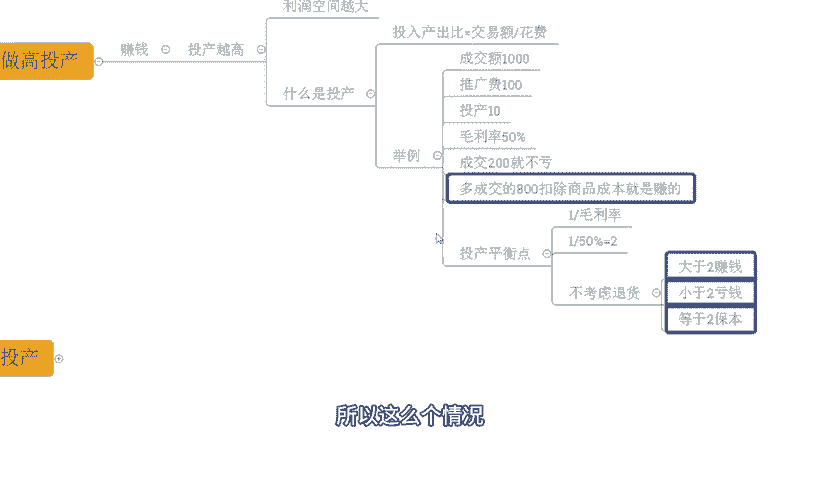 利润空间越大
做高投产
赚钱
投产越高
什么是投产
投入产出比=交易额/花费
举例
成交额1000
推广费100
投产10
毛利率50%
成交200就不亏
多成交的800扣除商品成本就是赚的
投产平衡点
1/毛利率
1/50%=2
不考虑退货
大于2赚钱
小于2亏钱
等于2保本
投产
所以这么个情况